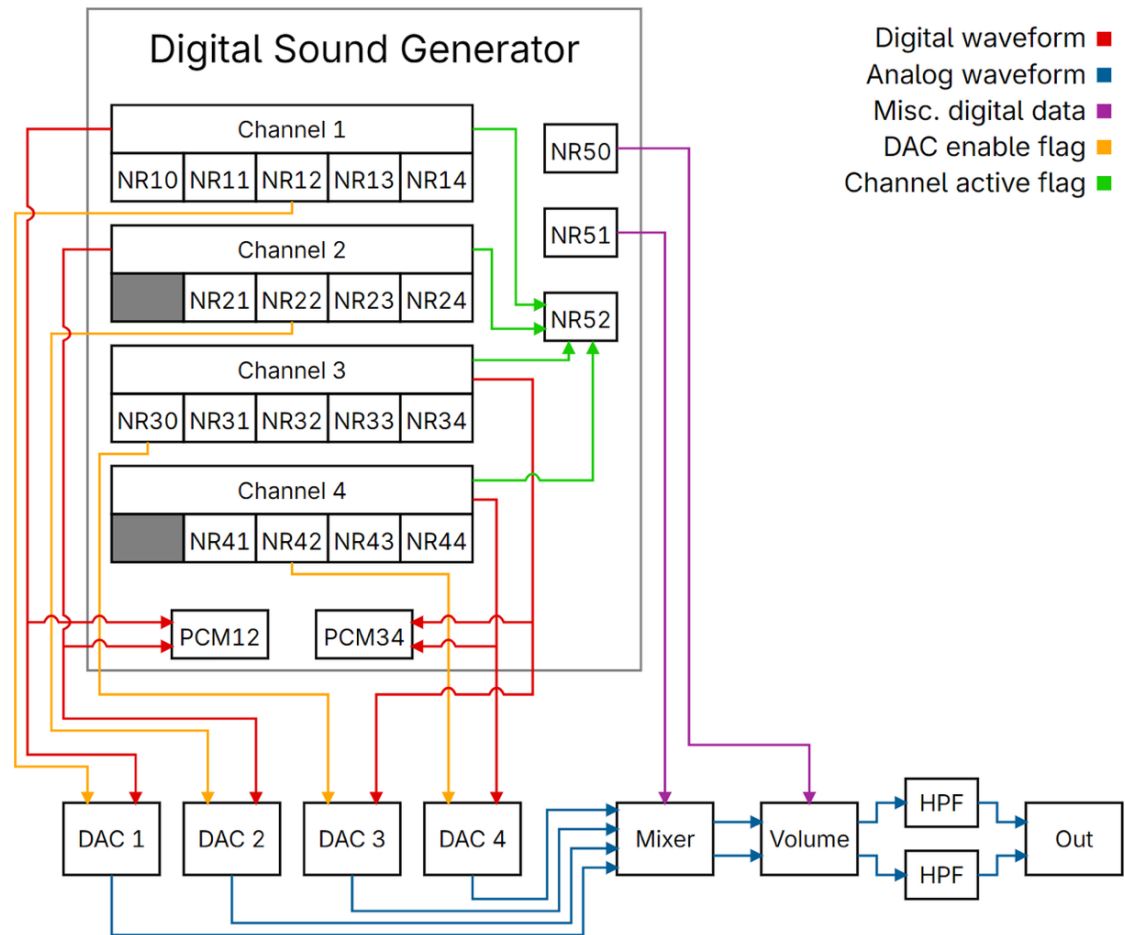 Digital Sound Generator
Digital waveform
Analog waveform
Misc. digital data
DAC enable flag
Channel active flag
Channel 1
NR10 NR11 NR12 NR13 NR14
Channel 2
NR21 NR22 NR23 NR24
Channel 3
NR30 NR31 NR32 NR33 NR34
Channel 4
NR41 NR42 NR43 NR44
NR50
NR51
NR52
PCM12 PCM34
DAC 1 DAC 2 DAC 3 DAC 4 Mixer Volume
HPF
HPF
Out